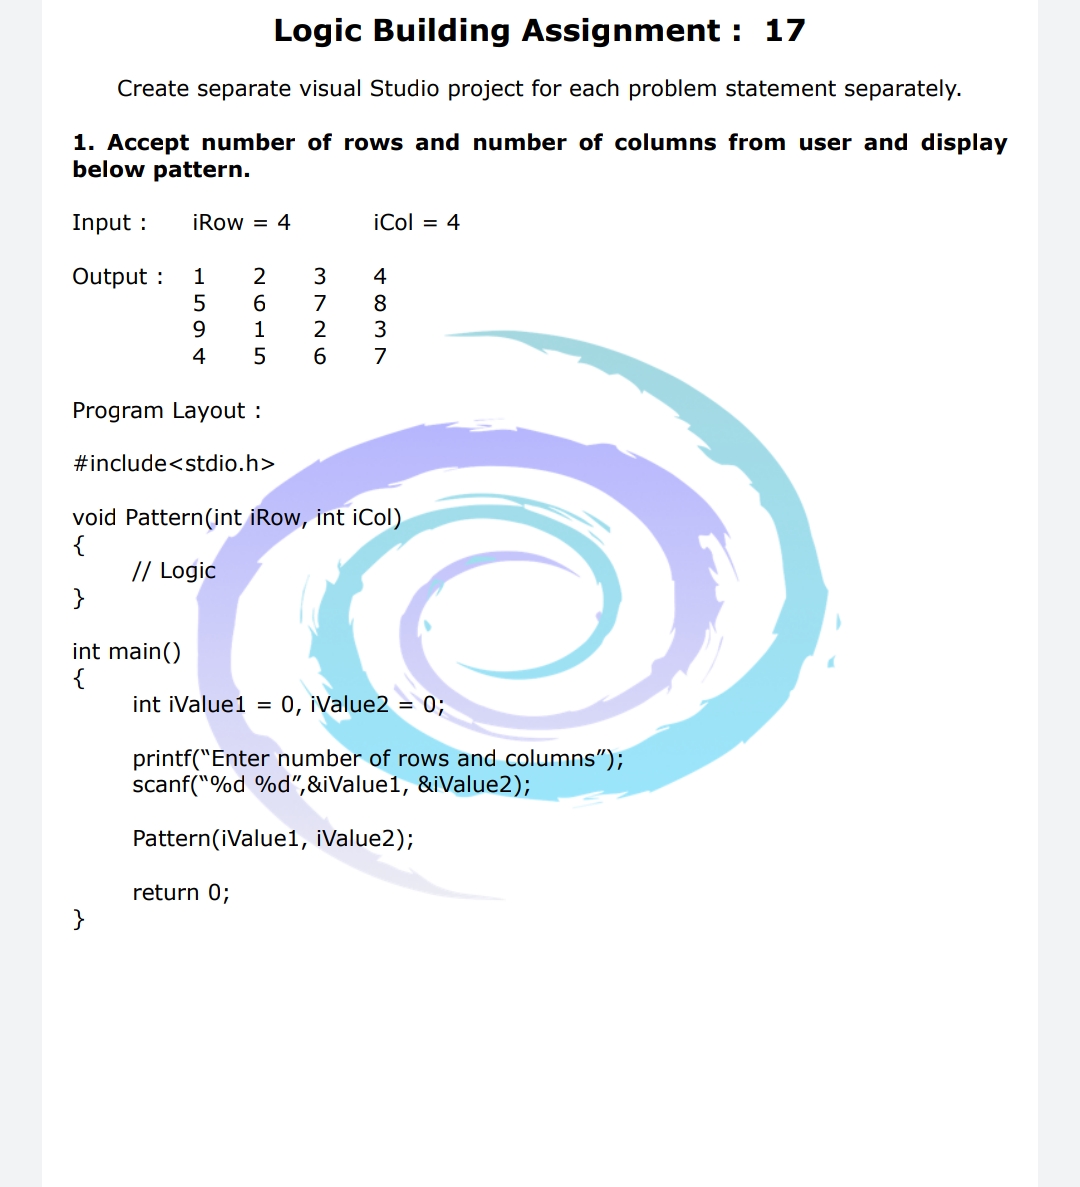 Logic Building Assignment : 17
Create separate visual Studio project for each problem statement separately.
1. Accept number of rows and number of columns from user and display
below pattern.
Input : iRow = 4 iCol = 4
Output : 1 2 3 4
5 6 7 8
9 1 2 3
4 5 6 7
Program Layout :
#include<stdio.h>
void Pattern(int iRow, int iCol)
{
// Logic
}
int main()
{
int iValue1 = 0, iValue2 = 0;
printf(“Enter number of rows and columns”);
scanf(“%d %d”,&iValue1, &iValue2);
Pattern(iValue1, iValue2);
return 0;
}